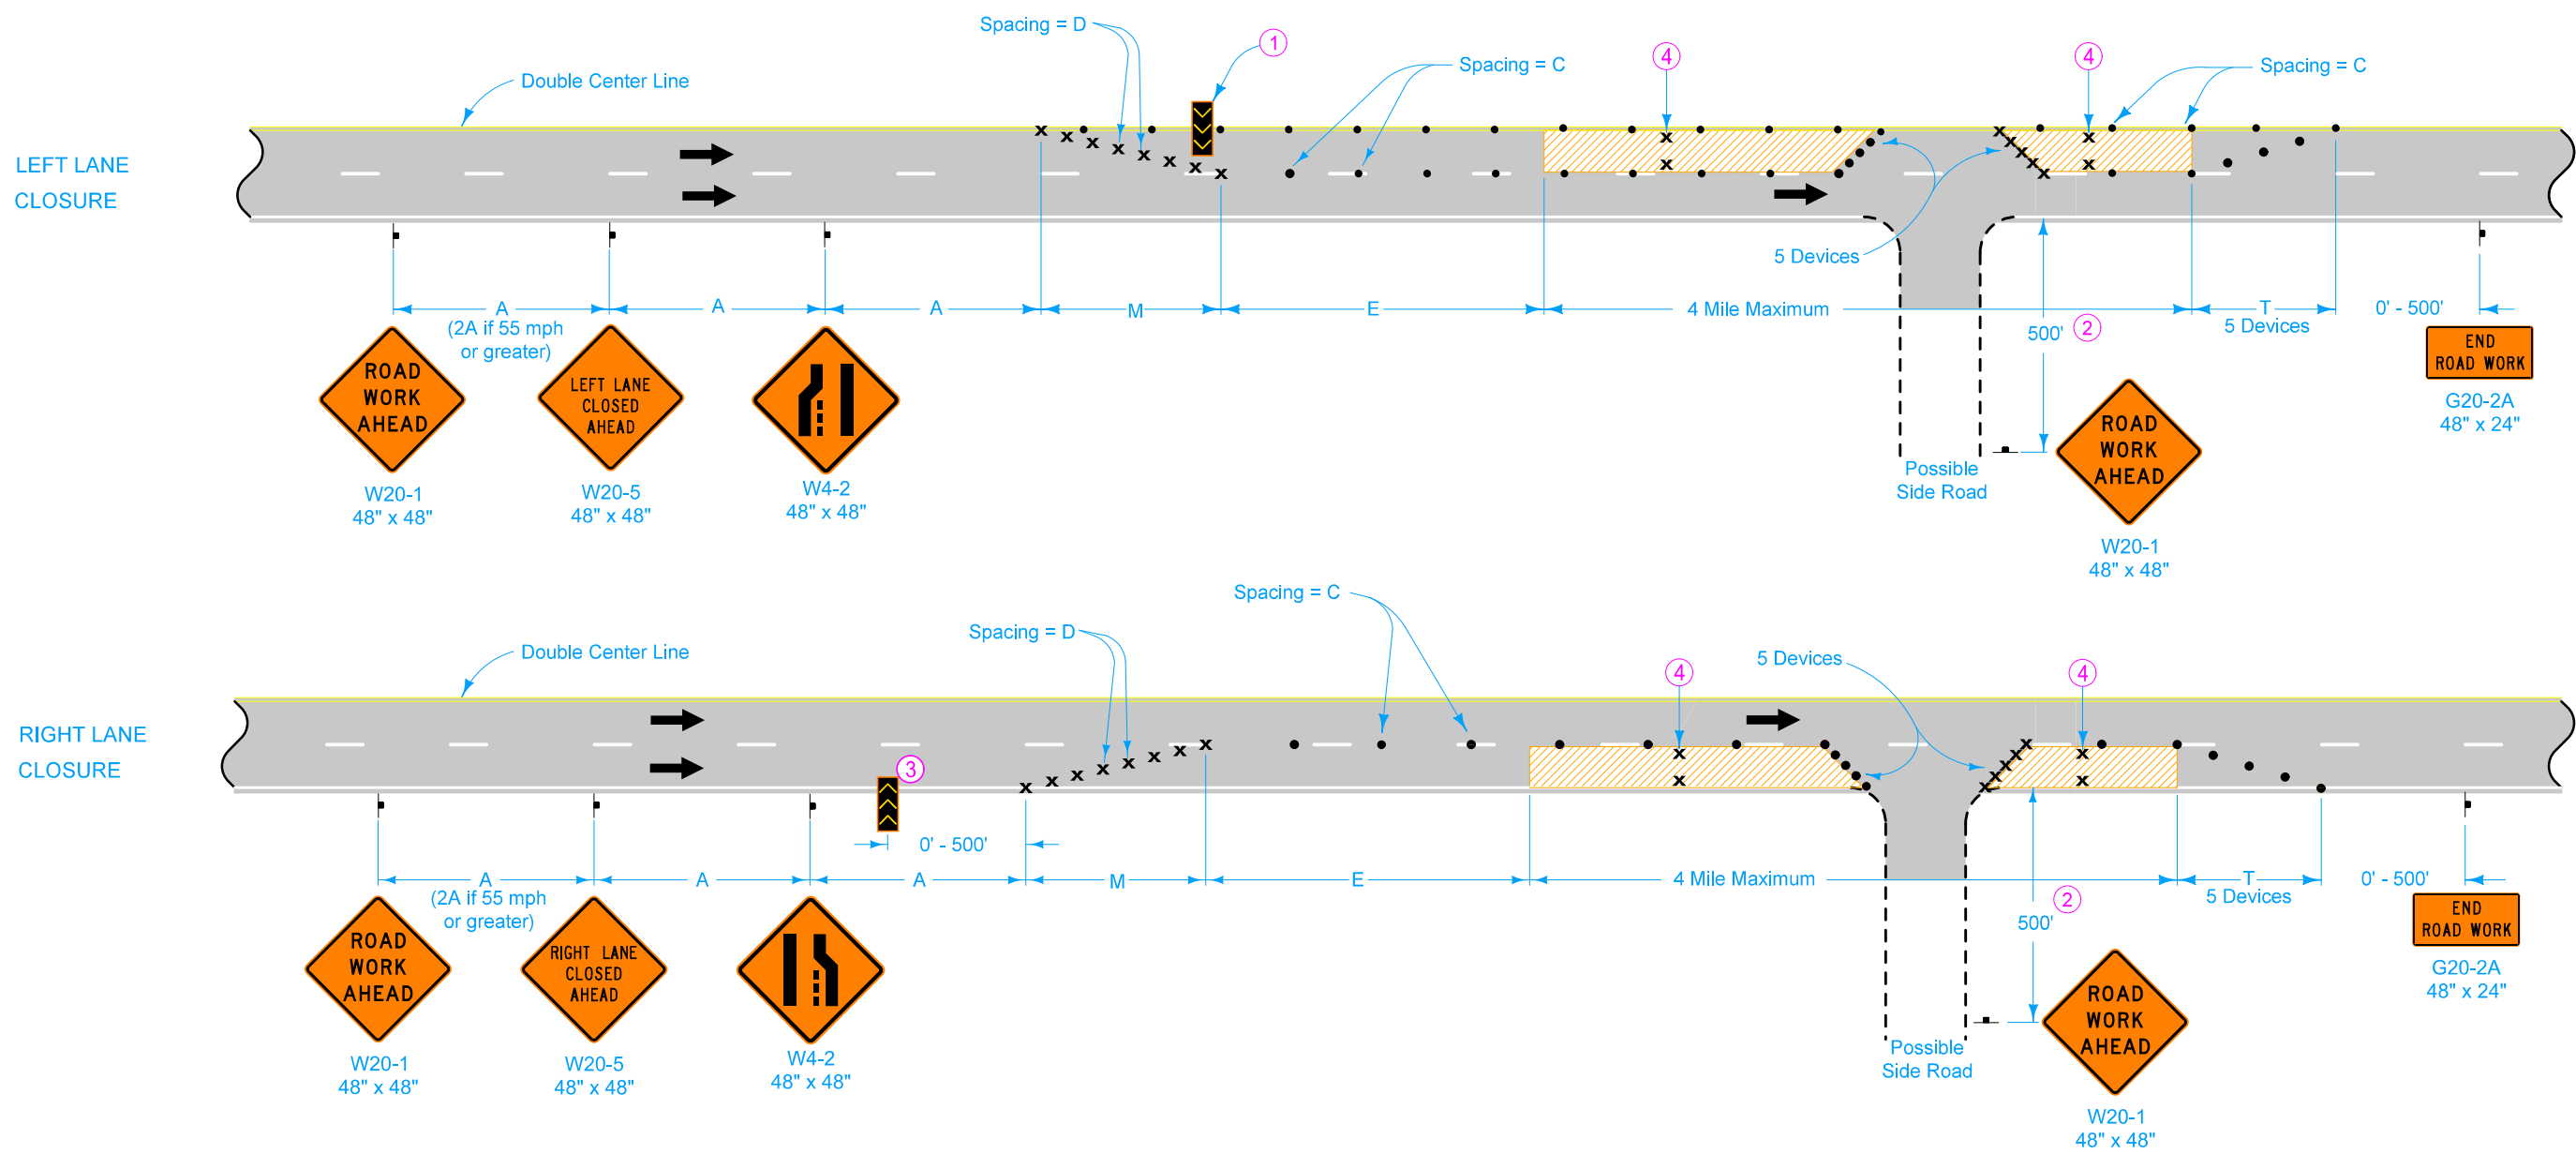 Spacing = D
1
4
4
Spacing = C
Spacing = C
Double Center Line
LEFT LANE
CLOSURE
5 Devices
A
A
A
M
E
4 Mile Maximum
T
0' - 500'
(2A if 55 mph
or greater)
5 Devices
500'
2
ROAD
WORK
AHEAD
LEFT LANE
CLOSED
AHEAD
END
ROAD WORK
W20-1
48" x 48"
W20-5
48" x 48"
W4-2
48" x 48"
Possible
Side Road
ROAD
WORK
AHEAD
G20-2A
48" x 24"
W20-1
48" x 48"
Spacing = C
Spacing = D
Double Center Line
5 Devices
4
4
RIGHT LANE
CLOSURE
3
0' - 500'
A
A
A
M
E
4 Mile Maximum
T
0' - 500'
(2A if 55 mph
or greater)
5 Devices
2
500'
ROAD
WORK
AHEAD
RIGHT LANE
CLOSED
AHEAD
END
ROAD WORK
W20-1
48" x 48"
W20-5
48" x 48"
W4-2
48" x 48"
Possible
Side Road
ROAD
WORK
AHEAD
G20-2A
48" x 24"
W20-1
48" x 48"